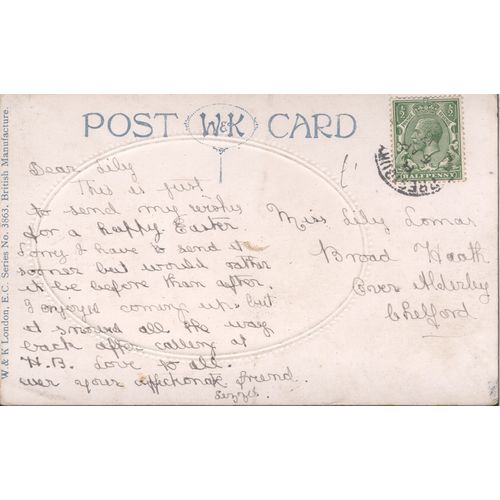 POST W&K CARD
W & K London, E.C. Series No. 3863. British Manufacture.
HALFPENNY
Dear Lily
This is just
to send my wishes
for a happy Easter
Sorry I have to send it
sooner but would rather
it be before than after.
I enjoyed coming up but
it snowed all the way
back after calling at
H.B. Love to all.
ever your affectionate friend.
Miss Lily Lomas
Broad Heath
Over Alderley
Chelford